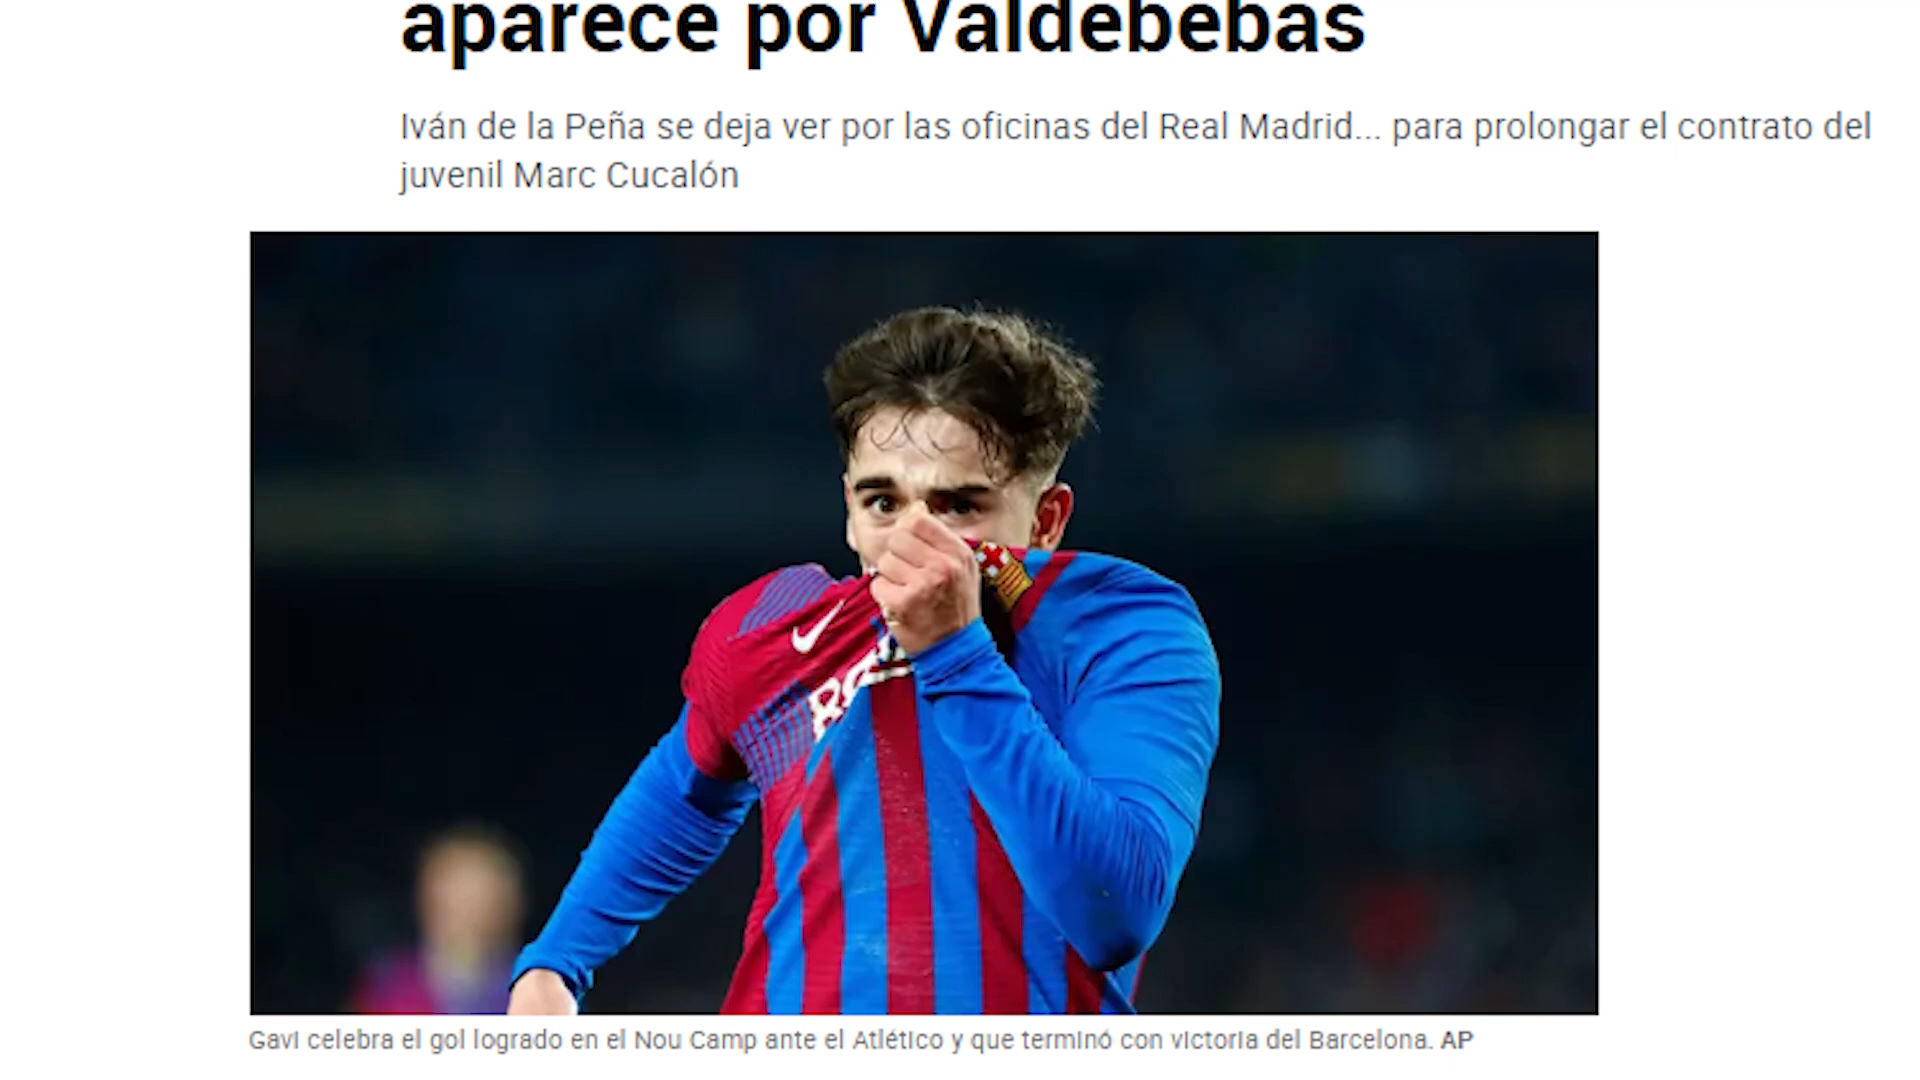 aparece por Valdebebas
Iván de la Peña se deja ver por las oficinas del Real Madrid... para prolongar el contrato del
juvenil Marc Cucalón
Gavi celebra el gol logrado en el Nou Camp ante el Atlético y que terminó con victoria del Barcelona. AP